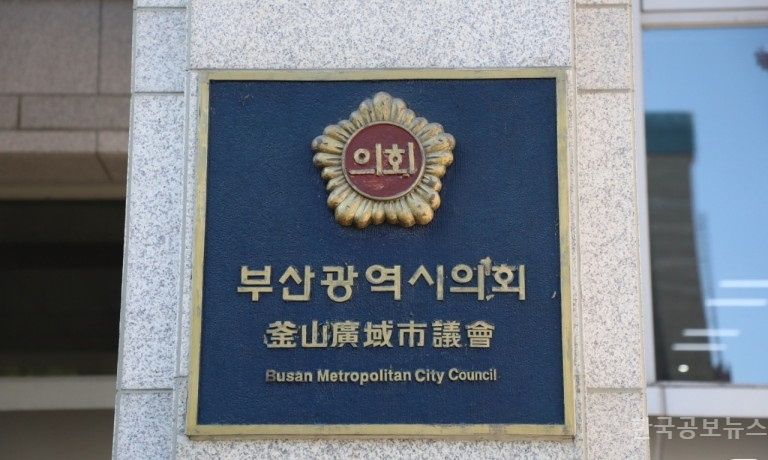 의회
부산광역시의회
釜山廣域市議會
Busan Metropolitan City Council
한국공보뉴스